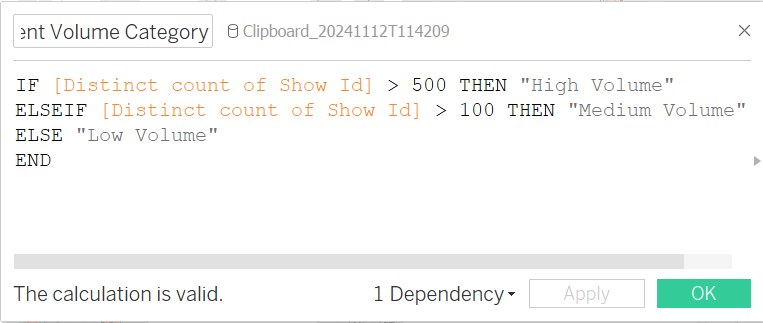 ent Volume Category Clipboard_20241112T114209
IF [Distinct count of Show Id] > 500 THEN "High Volume"
ELSEIF [Distinct count of Show Id] > 100 THEN "Medium Volume"
ELSE "Low Volume"
END
The calculation is valid. 1 Dependency Apply OK